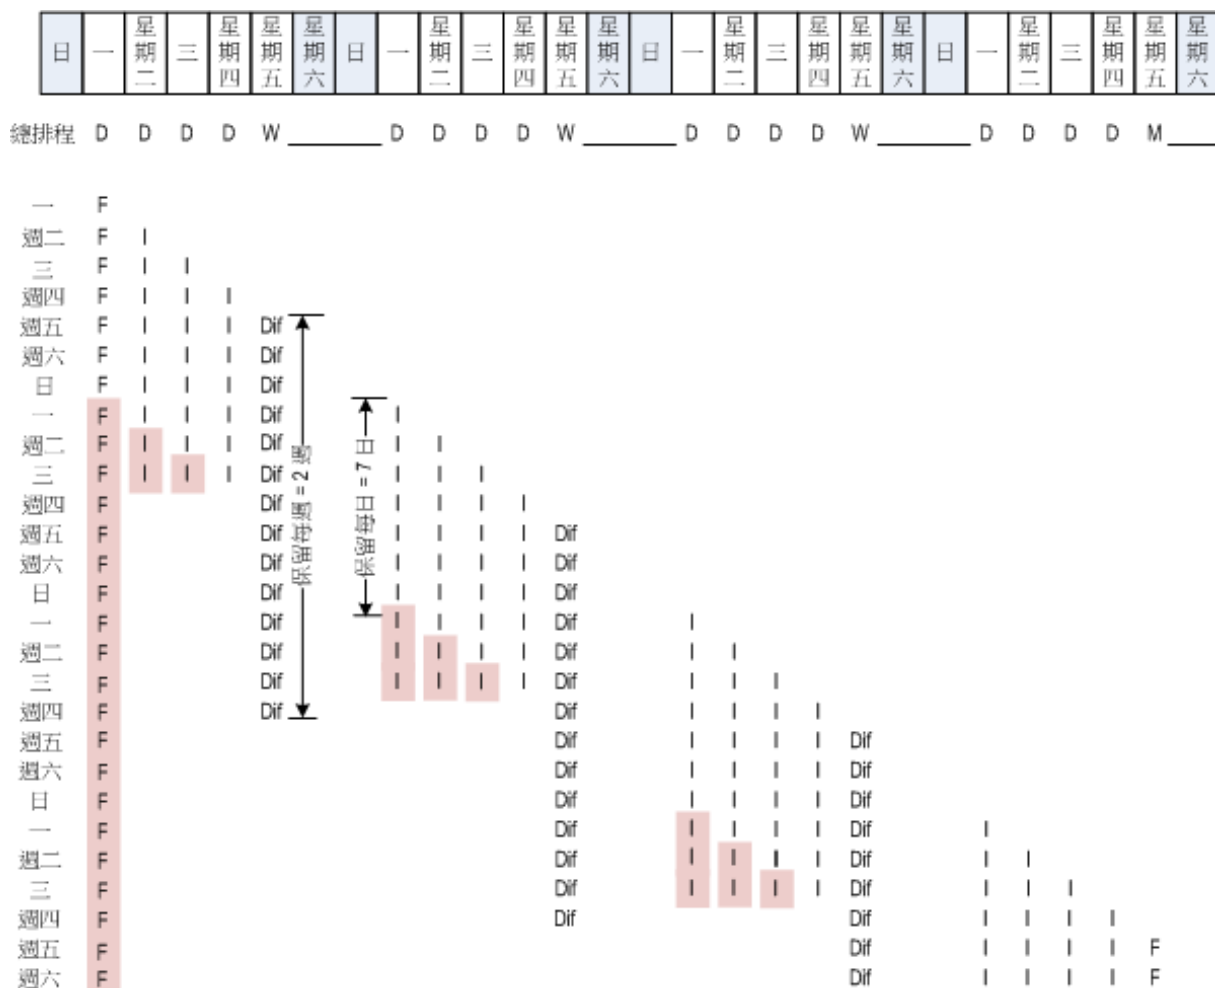 日 一 星期二 三 星期四 星期五 星期六 日 一 星期二 三 星期四 星期五 星期六 日 一 星期二 三 星期四 星期五 星期六 日 一 星期二 三 星期四 星期五 星期六
總排程 D D D D W D D D D W D D D D W D D D D M
一 F
週二 F I
三 F I I
週四 F I I I
週五 F I I I Dif
週六 F I I I Dif
日 F I I I Dif
一 F I I I Dif I
週二 F I I I Dif I I
三 F I I I Dif I I I
週四 F Dif I I I I
週五 F Dif I I I I Dif
週六 F Dif I I I I Dif
日 F Dif I I I I Dif
一 F Dif I I I I Dif I
週二 F Dif I I I I Dif I I
三 F Dif I I I I Dif I I I
週四 F Dif Dif I I I I
週五 F Dif I I I I Dif
週六 F Dif I I I I Dif
日 F Dif I I I I Dif
一 F Dif I I I I Dif I
週二 F Dif I I I I Dif I I
三 F Dif I I I I Dif I I I
週四 F Dif Dif I I I I
週五 F Dif I I I I F
週六 F Dif I I I I F
保留每週 = 2 週
保留每日 = 7 日